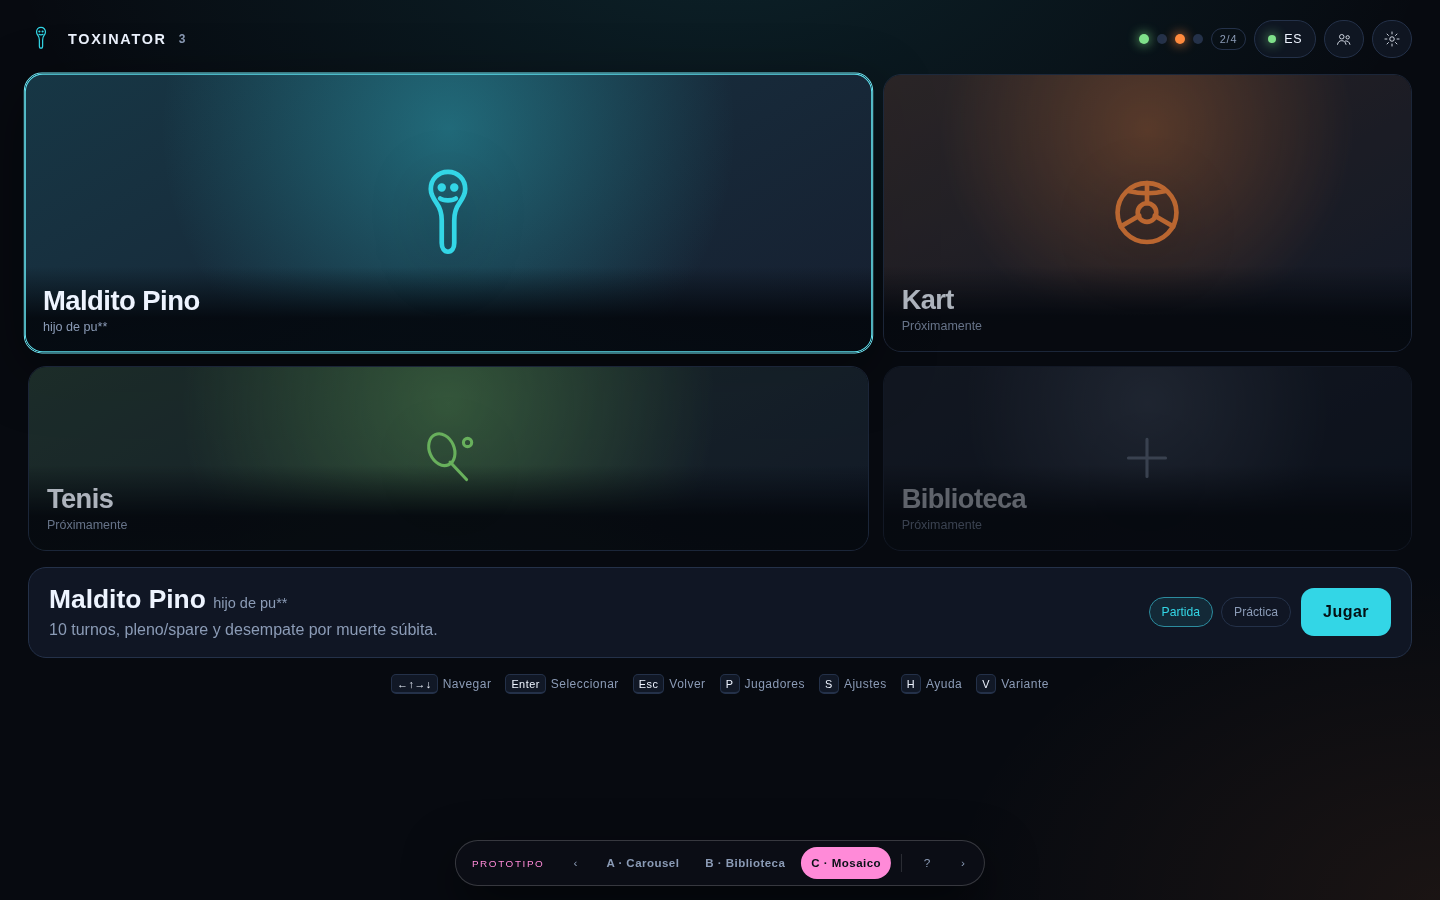 TOXINATOR 3
2/4
ES
Maldito Pino
hijo de pu**
Kart
Próximamente
Tenis
Próximamente
Biblioteca
Próximamente
Maldito Pino hijo de pu**
10 turnos, pleno/spare y desempate por muerte súbita.
Partida
Práctica
Jugar
←↑→↓ Navegar Enter Seleccionar Esc Volver P Jugadores S Ajustes H Ayuda V Variante
PROTOTIPO ‹ A · Carousel B · Biblioteca C · Mosaico ? ›